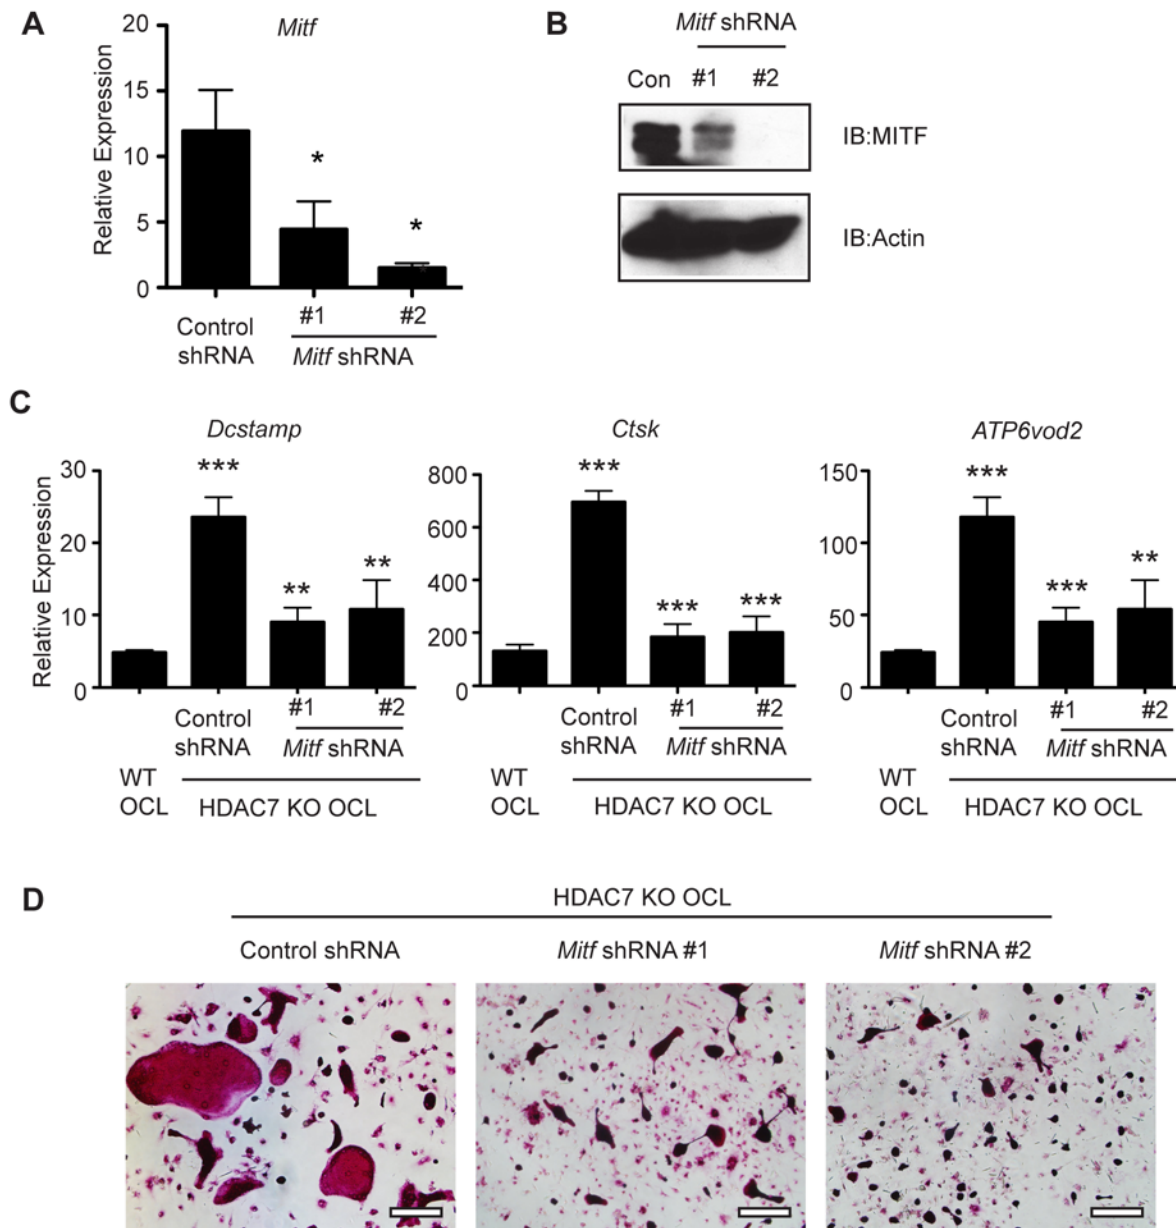 A
Mitf
Relative Expression
20
15
10
5
0
*
*
*
Control
shRNA
#1
#2
Mitf shRNA
B
Mitf shRNA
Con
#1
#2
IB:MITF
IB:Actin
C
Dcstamp
Relative Expression
30
20
10
0
***
**
**
Control
shRNA
#1
#2
Mitf shRNA
WT
OCL
HDAC7 KO OCL
Ctsk
800
600
400
200
0
***
***
***
Control
shRNA
#1
#2
Mitf shRNA
WT
OCL
HDAC7 KO OCL
ATP6vod2
150
100
50
0
***
***
**
Control
shRNA
#1
#2
Mitf shRNA
WT
OCL
HDAC7 KO OCL
D
HDAC7 KO OCL
Control shRNA
Mitf shRNA #1
Mitf shRNA #2